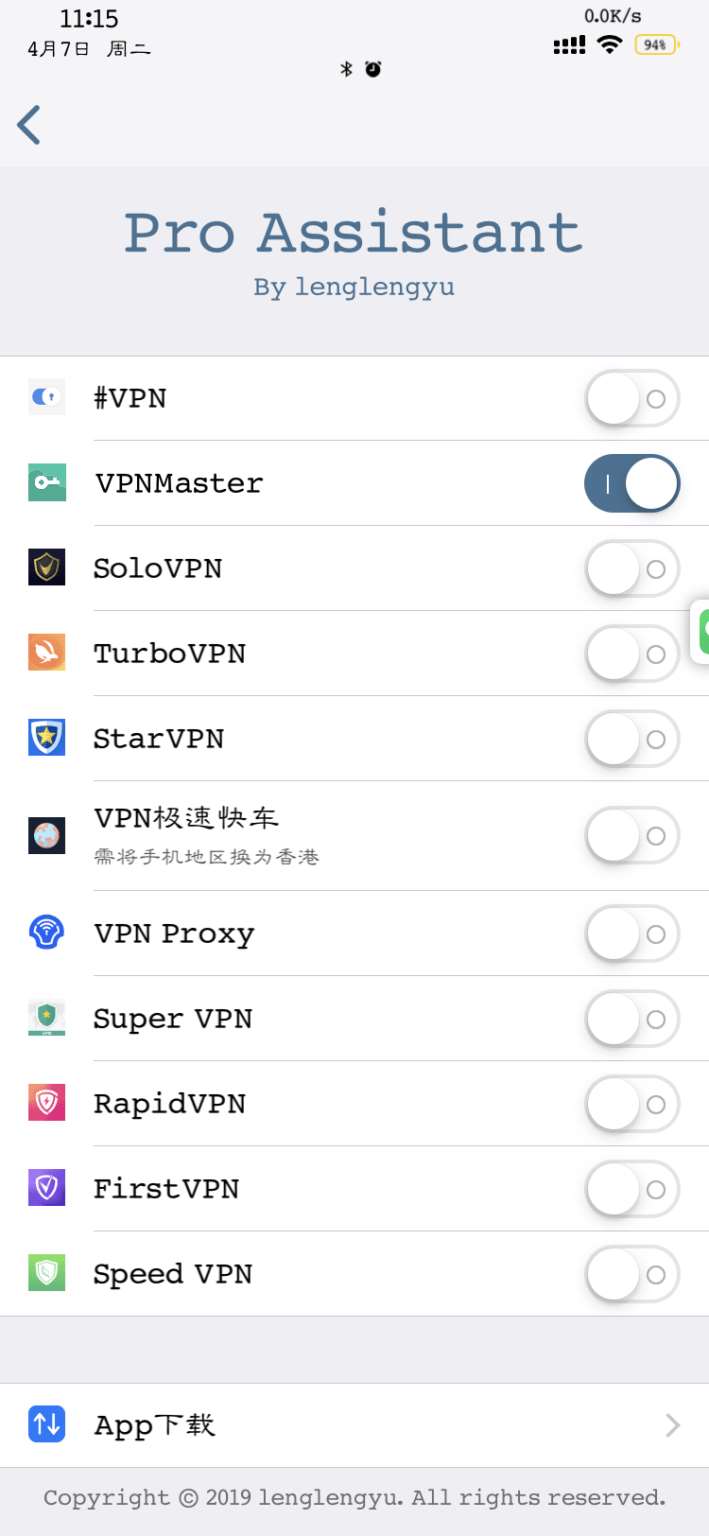 11:15
0.0K/s
4月7日 周二
94%
Pro Assistant
By lenglengyu
#VPN
VPNMaster
SoloVPN
TurboVPN
StarVPN
VPN极速快车
需将手机地区换为香港
VPN Proxy
Super VPN
RapidVPN
FirstVPN
Speed VPN
App下载
Copyright © 2019 lenglengyu. All rights reserved.